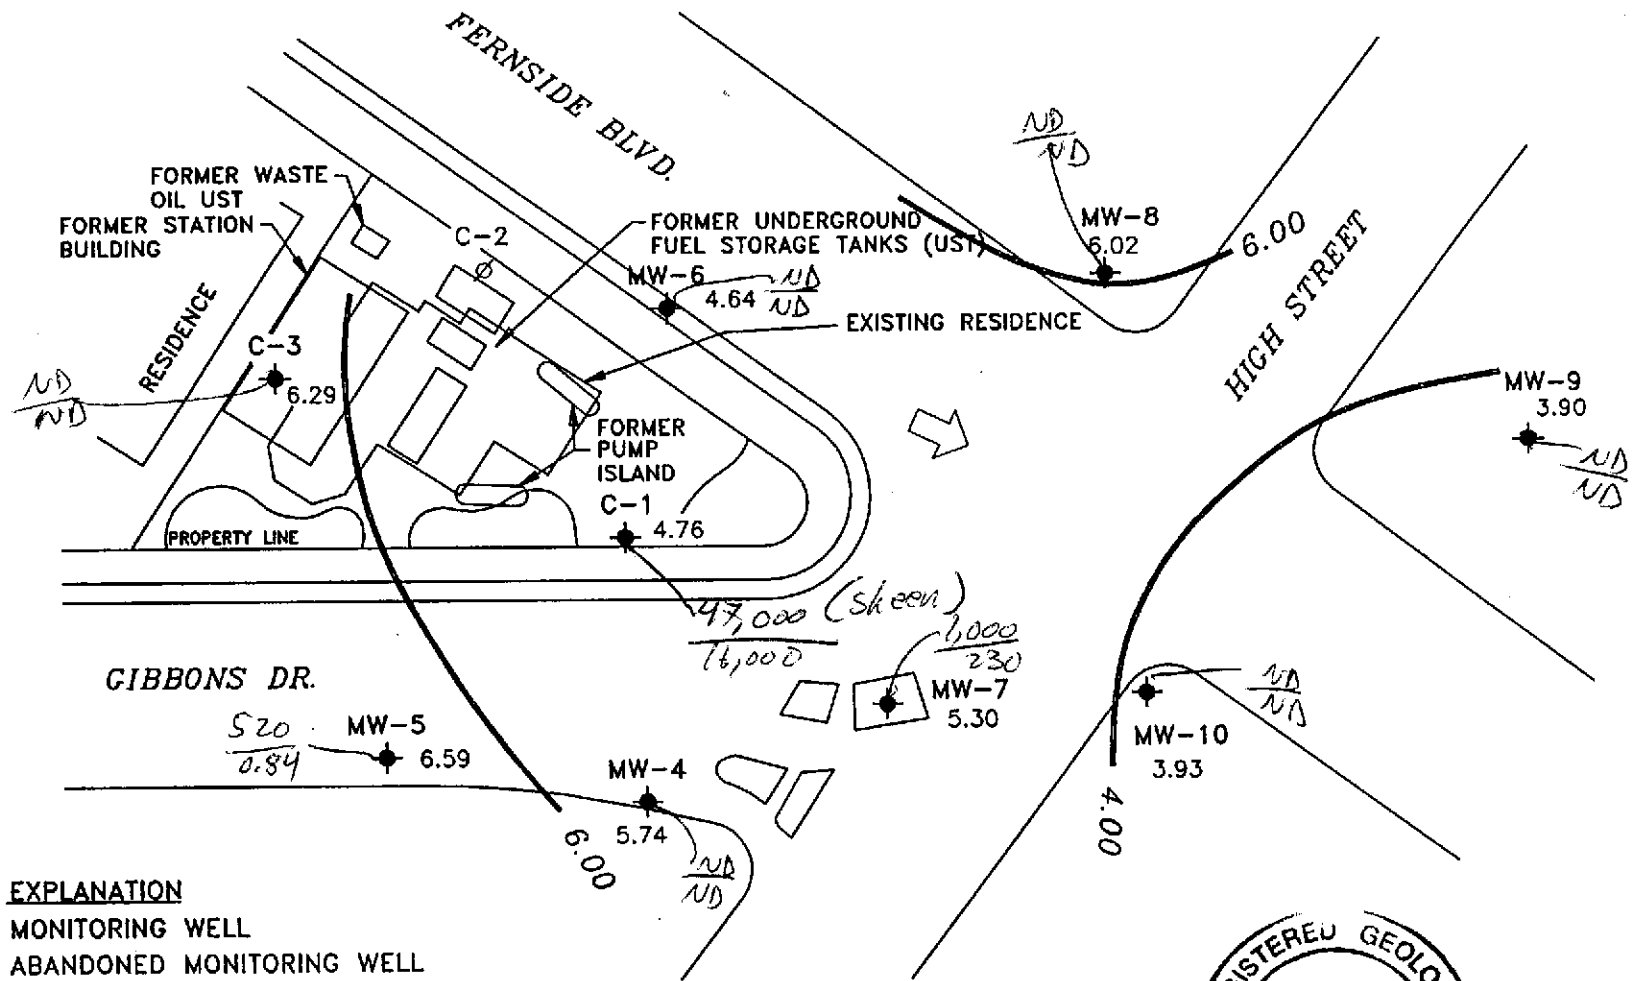 FERNSIDE BLVD.
ND
ND
FORMER WASTE
OIL UST
FORMER STATION
BUILDING
C-2
FORMER UNDERGROUND
FUEL STORAGE TANKS (UST)
MW-8
6.02
6.00
HIGH STREET
MW-6
4.64
ND
ND
EXISTING RESIDENCE
RESIDENCE
C-3
6.29
ND
ND
MW-9
3.90
ND
ND
FORMER
PUMP
ISLAND
C-1
4.76
PROPERTY LINE
47,000 (Skeen)
16,000
1,000
230
GIBBONS DR.
MW-7
5.30
ND
ND
520
0.84
MW-5
6.59
MW-4
5.74
ND
ND
MW-10
3.93
6.00
4.00
EXPLANATION
MONITORING WELL
ABANDONED MONITORING WELL
ISTERED GEOLO